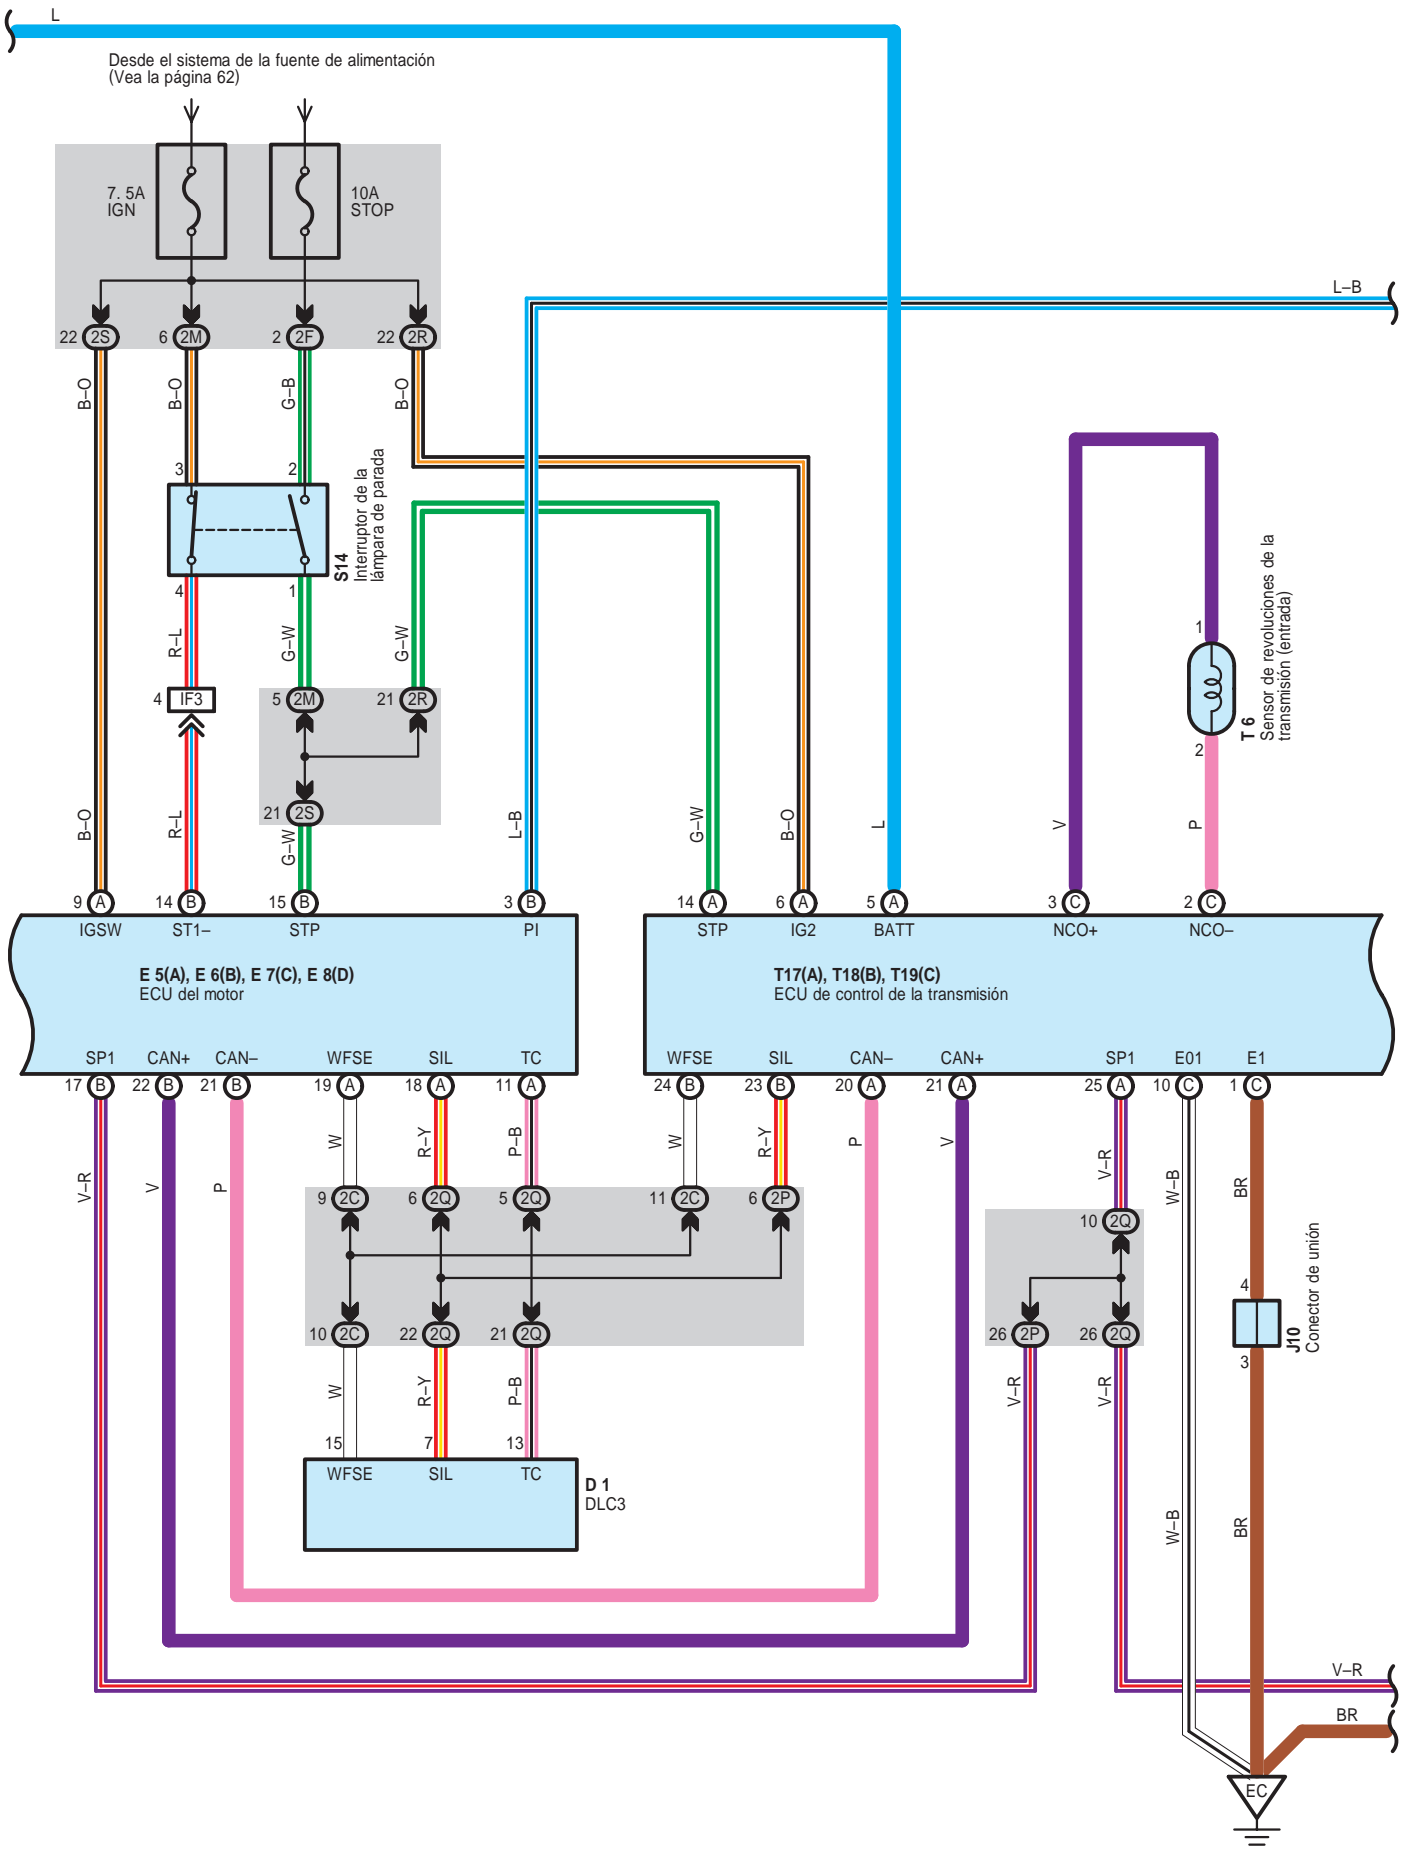 L
Desde el sistema de la fuente de alimentación
(Vea la página 62)
7. 5A
IGN
10A
STOP
L–B
22 2S
6 2M
2 2F
22 2R
B–O
B–O
G–B
B–O
3
2
S14
Interruptor de la
lámpara de parada
4
1
R–L
G–W
G–W
1
T 6
Sensor de revoluciones de la
transmisión (entrada)
2
4 IF3
5 2M
21 2R
21 2S
B–O
R–L
G–W
L–B
G–W
B–O
L
V
P
9 A
14 B
15 B
3 B
14 A
6 A
5 A
3 C
2 C
IGSW
ST1–
STP
PI
STP
IG2
BATT
NCO+
NCO–
E 5(A), E 6(B), E 7(C), E 8(D)
ECU del motor
T17(A), T18(B), T19(C)
ECU de control de la transmisión
SP1
CAN+
CAN–
WFSE
SIL
TC
WFSE
SIL
CAN–
CAN+
SP1
E01
E1
17 B
22 B
21 B
19 A
18 A
11 A
24 B
23 B
20 A
21 A
25 A
10 C
1 C
V–R
V
P
W
R–Y
P–B
W
R–Y
P
V
V–R
W–B
BR
9 2C
6 2Q
5 2Q
11 2C
6 2P
10 2Q
4
J10
Conector de unión
3
10 2C
22 2Q
21 2Q
26 2P
26 2Q
W
R–Y
P–B
V–R
V–R
15
7
13
WFSE
SIL
TC
D 1
DLC3
W–B
BR
V–R
BR
EC